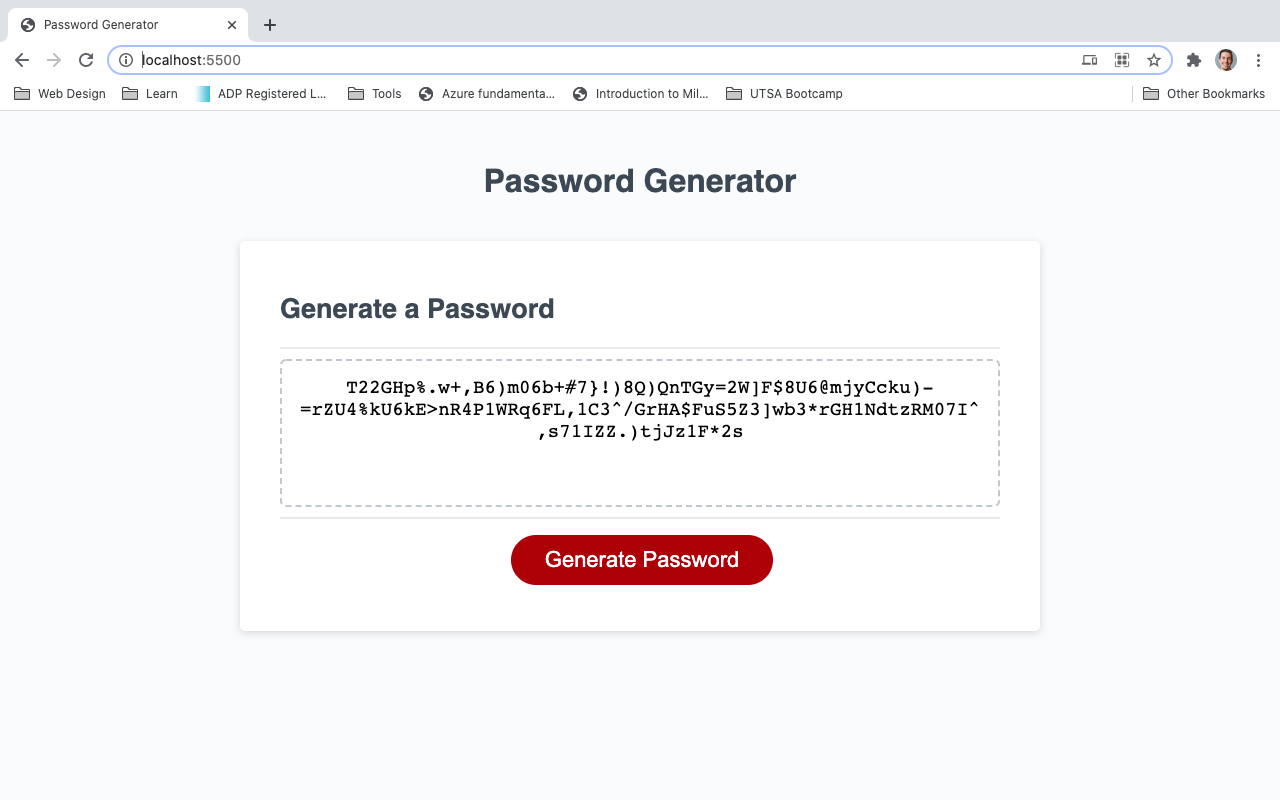 Password Generator
localhost:5500
Web Design Learn ADP Registered L... Tools Azure fundamenta... Introduction to Mil... UTSA Bootcamp Other Bookmarks
Password Generator
Generate a Password
T22GHp%.w+,B6)m06b+#7}!)8Q)QnTGy=2W]F$8U6@mjyCcku)-
=rZU4%kU6kE>nR4P1WRq6FL,1C3^/GrHA$FuS5Z3]wb3*rGH1NdtzRM07I^
,s71IZZ.)tjJz1F*2s
Generate Password